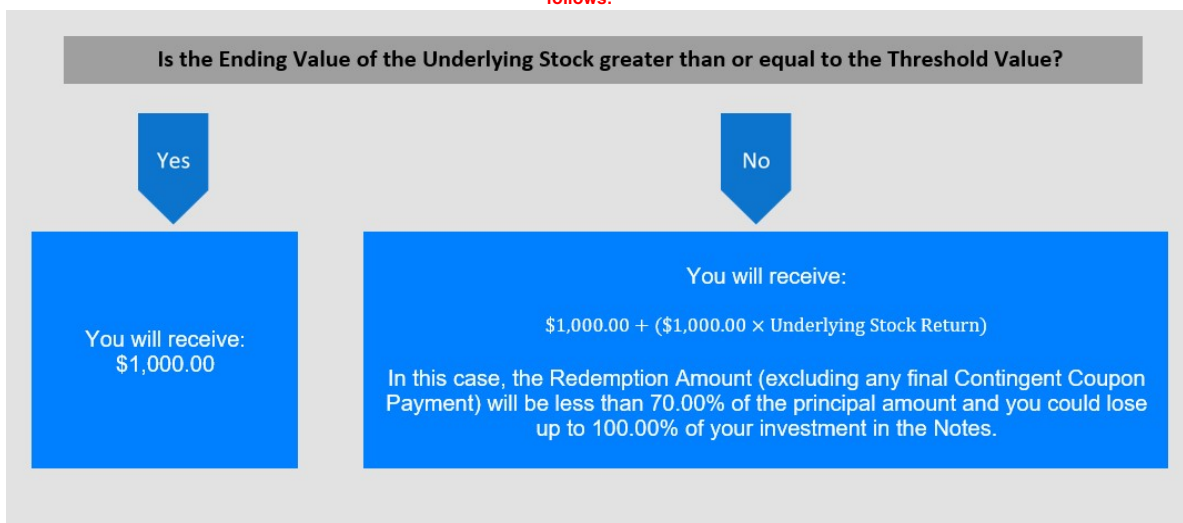 follows:
Is the Ending Value of the Underlying Stock greater than or equal to the Threshold Value?
Yes
No
You will receive:
$1,000.00
You will receive:
$1,000.00 + ($1,000.00 × Underlying Stock Return)
In this case, the Redemption Amount (excluding any final Contingent Coupon
Payment) will be less than 70.00% of the principal amount and you could lose
up to 100.00% of your investment in the Notes.